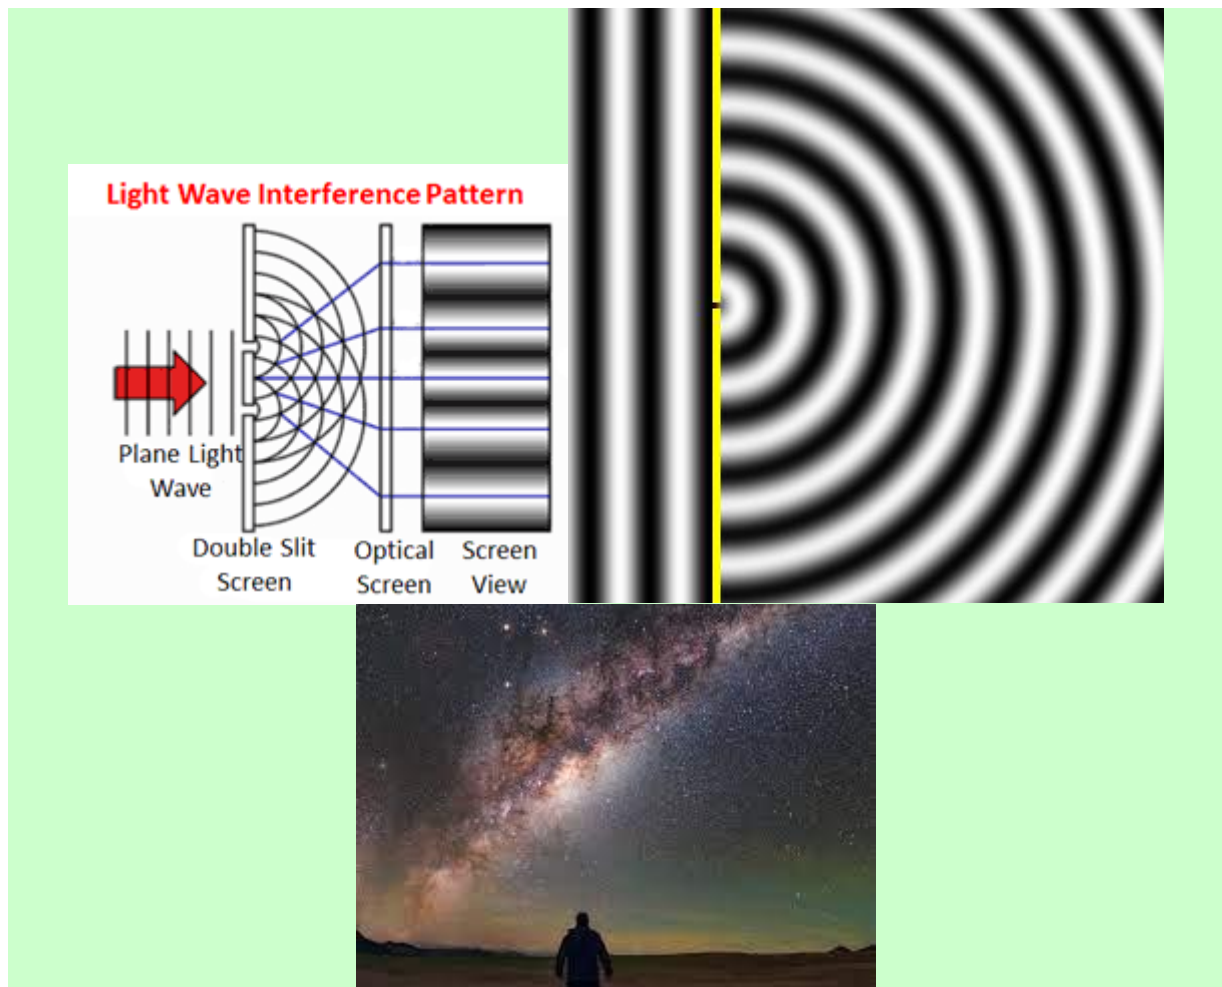 Light Wave Interference Pattern
Plane Light
Wave
Double Slit
Screen
Optical
Screen
Screen
View